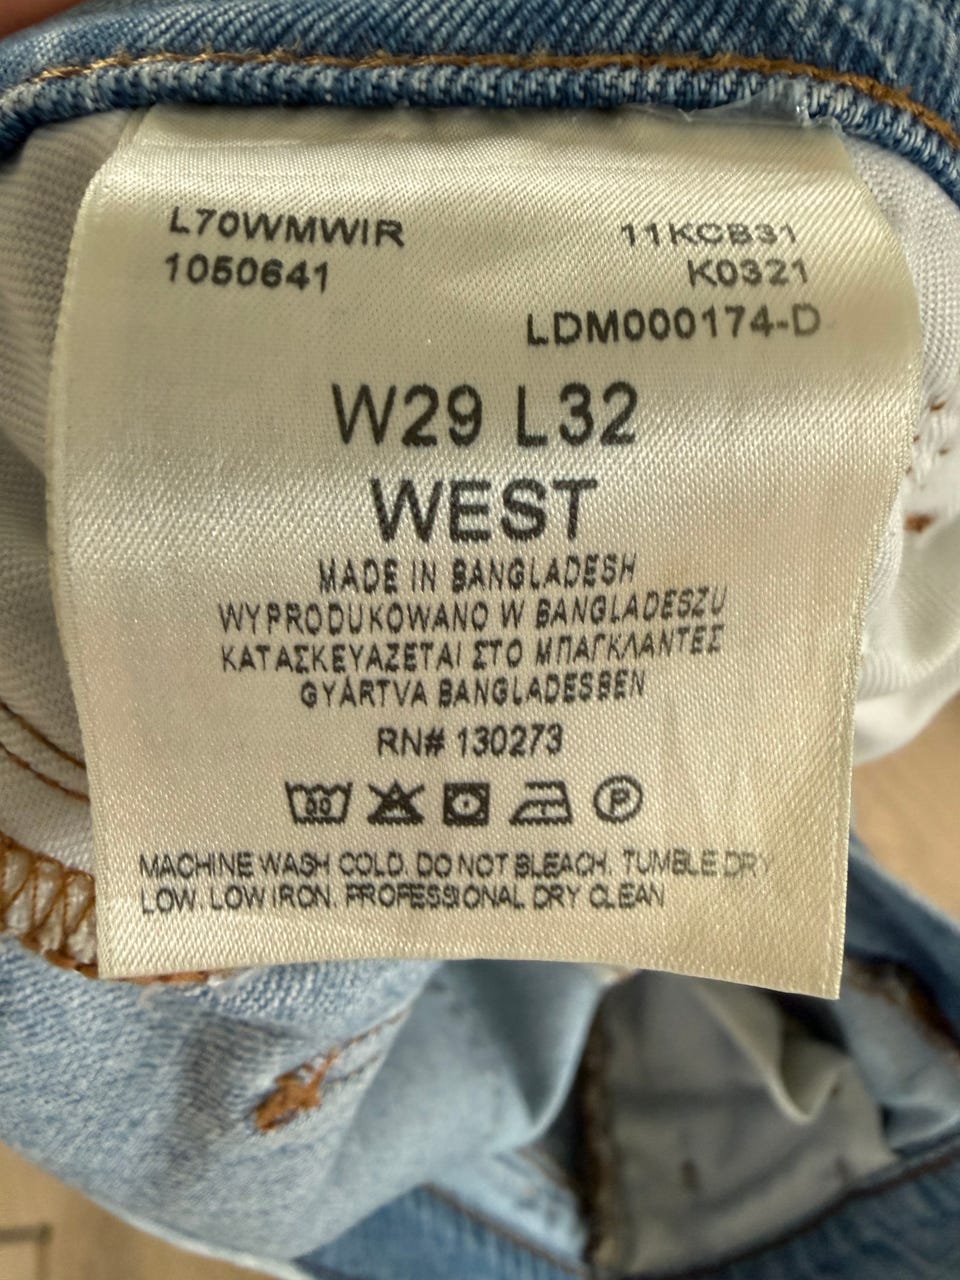 L70WMWIR
1050641
11KCB31
K0321
LDM000174-D
W29 L32
WEST
MADE IN BANGLADESH
WYPRODUKOWANO W BANGLADESZU
ΚΑΤΑΣΚΕΥΑΖΕΤΑΙ ΣΤΟ ΜΠΑΓΚΛΑΝΤΕΣ
GYÁRTVA BANGLADESBEN
RN# 130273
30
P
MACHINE WASH COLD. DO NOT BLEACH. TUMBLE DRY
LOW. LOW IRON. PROFESSIONAL DRY CLEAN